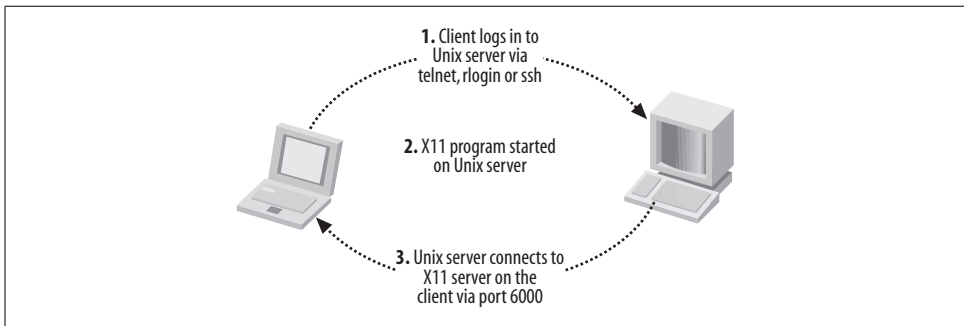 1. Client logs in to
Unix server via
telnet, rlogin or ssh
2. X11 program started
on Unix server
3. Unix server connects to
X11 server on the
client via port 6000